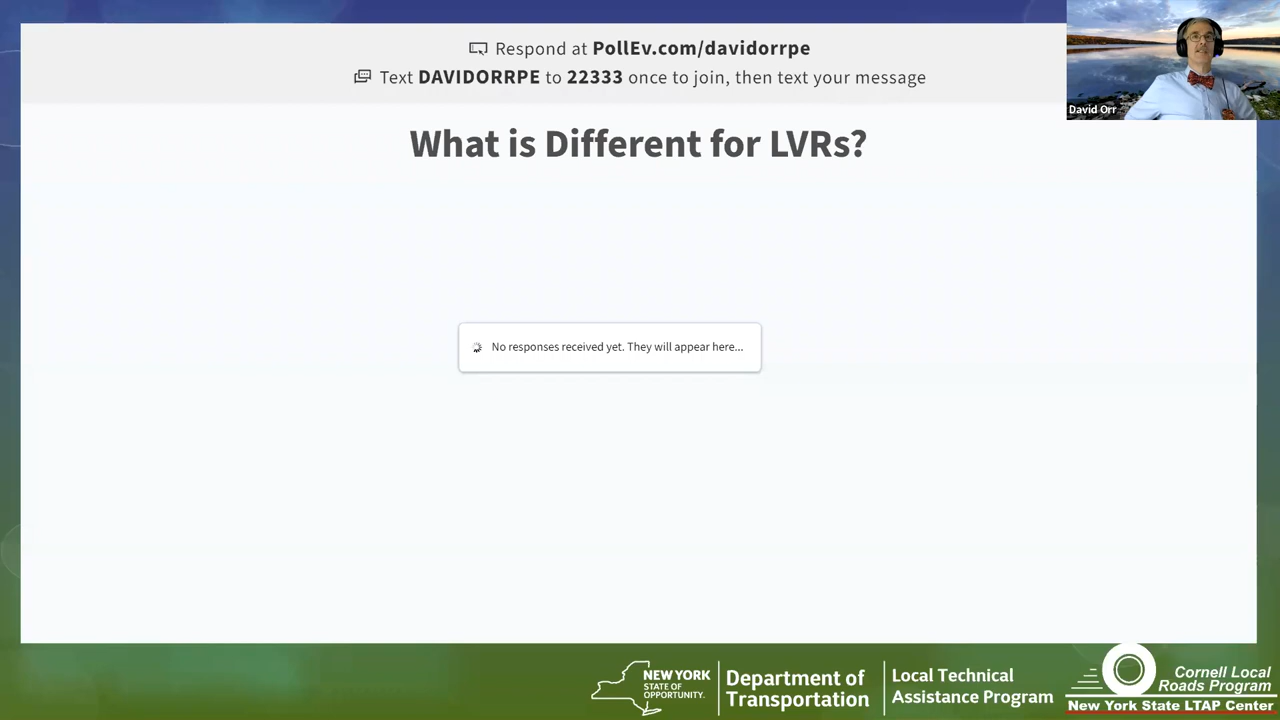 Respond at PollEv.com/davidorrpe
Text DAVIDORRPE to 22333 once to join, then text your message
David Orr
What is Different for LVRs?
No responses received yet. They will appear here...
NEW YORK
STATE OF
OPPORTUNITY.
Department of
Transportation
Local Technical
Assistance Program
Cornell Local
Roads Program
New York State LTAP Center